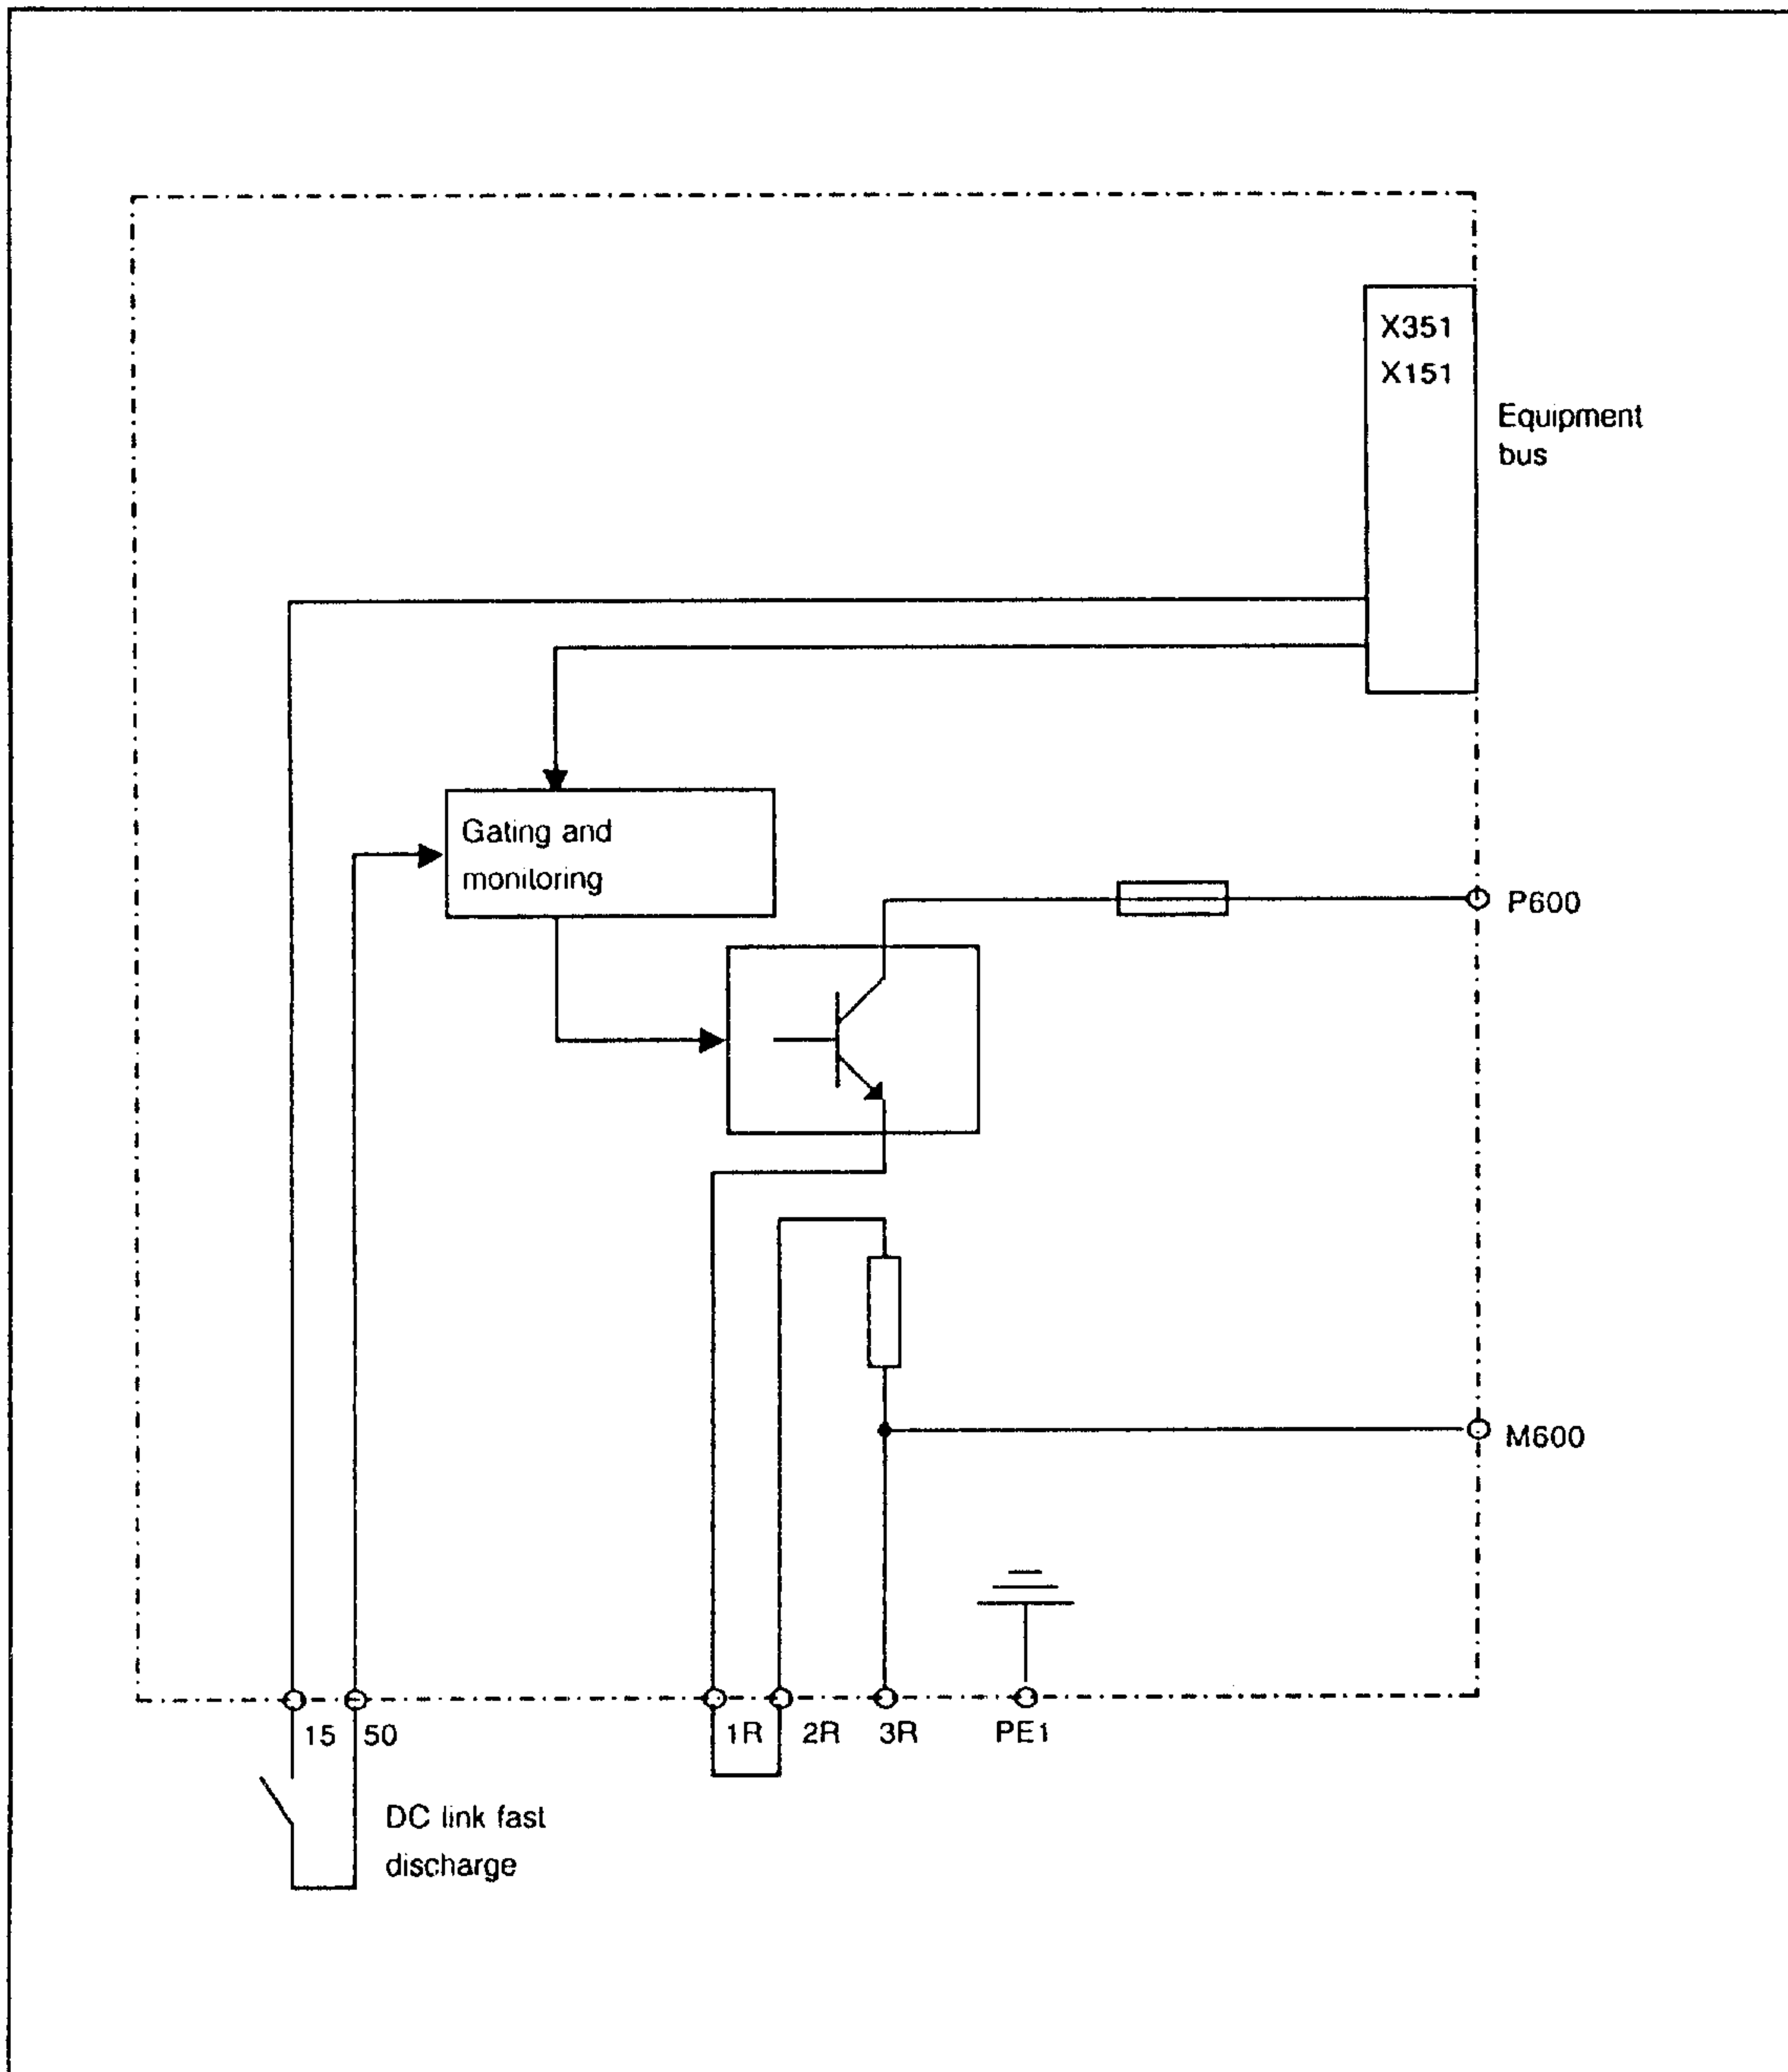 X351
X151
Equipment
bus
Gating and
monitoring
P600
M600
15 50 1R 2R 3R PE1
DC link fast
discharge